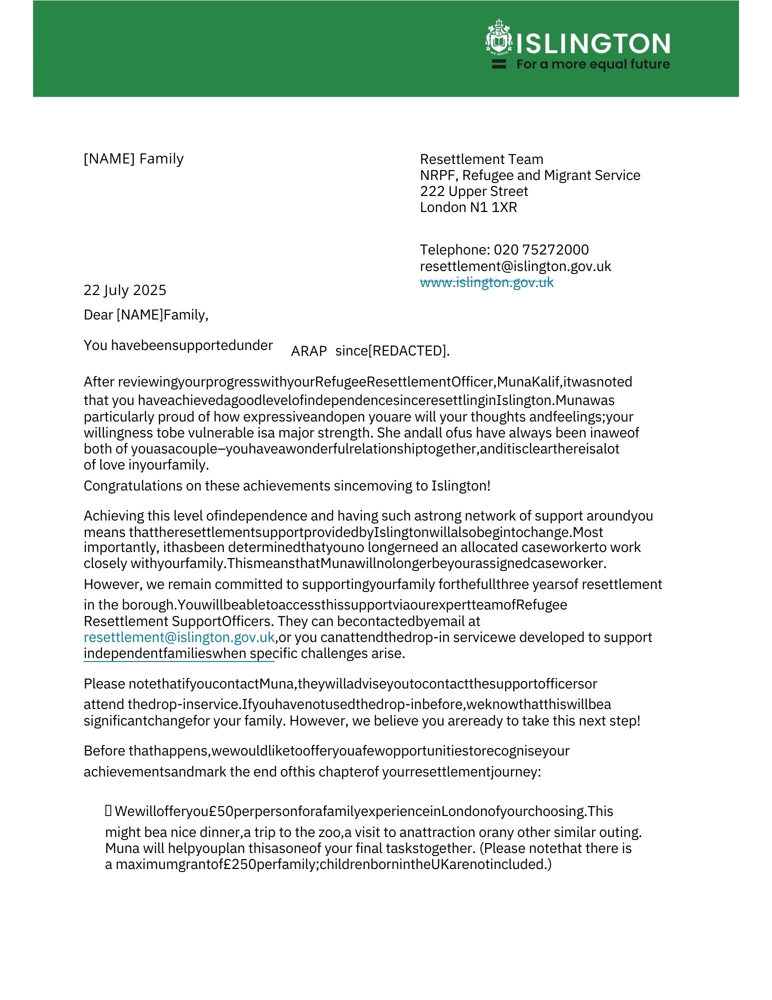 WE SERVE
ISLINGTON
For a more equal future
[NAME] Family
Resettlement Team
NRPF, Refugee and Migrant Service
222 Upper Street
London N1 1XR
Telephone: 020 75272000
resettlement@islington.gov.uk
www.islington.gov.uk
22 July 2025
Dear [NAME]Family,
You havebeensupportedunder ARAP since[REDACTED].
After reviewingyourprogresswithyourRefugeeResettlementOfficer,MunaKalif,itwasnoted
that you haveachievedagoodlevelofindependencesinceresettlinginIslington.Munawas
particularly proud of how expressiveandopen youare will your thoughts andfeelings;your
willingness tobe vulnerable isa major strength. She andall ofus have always been inaweof
both of youasacouple–youhaveawonderfulrelationshiptogether,anditisclearthereisalot
of love inyourfamily.
Congratulations on these achievements sincemoving to Islington!
Achieving this level ofindependence and having such astrong network of support aroundyou
means thattheresettlementsupportprovidedbyIslingtonwillalsobegintochange.Most
importantly, ithasbeen determinedthatyouno longerneed an allocated caseworkerto work
closely withyourfamily.ThismeansthatMunawillnolongerbeyourassignedcaseworker.
However, we remain committed to supportingyourfamily forthefullthree yearsof resettlement
in the borough.YouwillbeabletoaccessthissupportviaourexpertteamofRefugee
Resettlement SupportOfficers. They can becontactedbyemail at
resettlement@islington.gov.uk,or you canattendthedrop-in servicewe developed to support
independentfamilieswhen specific challenges arise.
Please notethatifyoucontactMuna,theywilladviseyoutocontactthesupportofficersor
attend thedrop-inservice.Ifyouhavenotusedthedrop-inbefore,weknowthatthiswillbea
significantchangefor your family. However, we believe you areready to take this next step!
Before thathappens,wewouldliketoofferyouafewopportunitiestorecogniseyour
achievementsandmark the end ofthis chapterof yourresettlementjourney:
▯ Wewillofferyou£50perpersonforafamilyexperienceinLondonofyourchoosing.This
might bea nice dinner,a trip to the zoo,a visit to anattraction orany other similar outing.
Muna will helpyouplan thisasoneof your final taskstogether. (Please notethat there is
a maximumgrantof£250perfamily;childrenbornintheUKarenotincluded.)